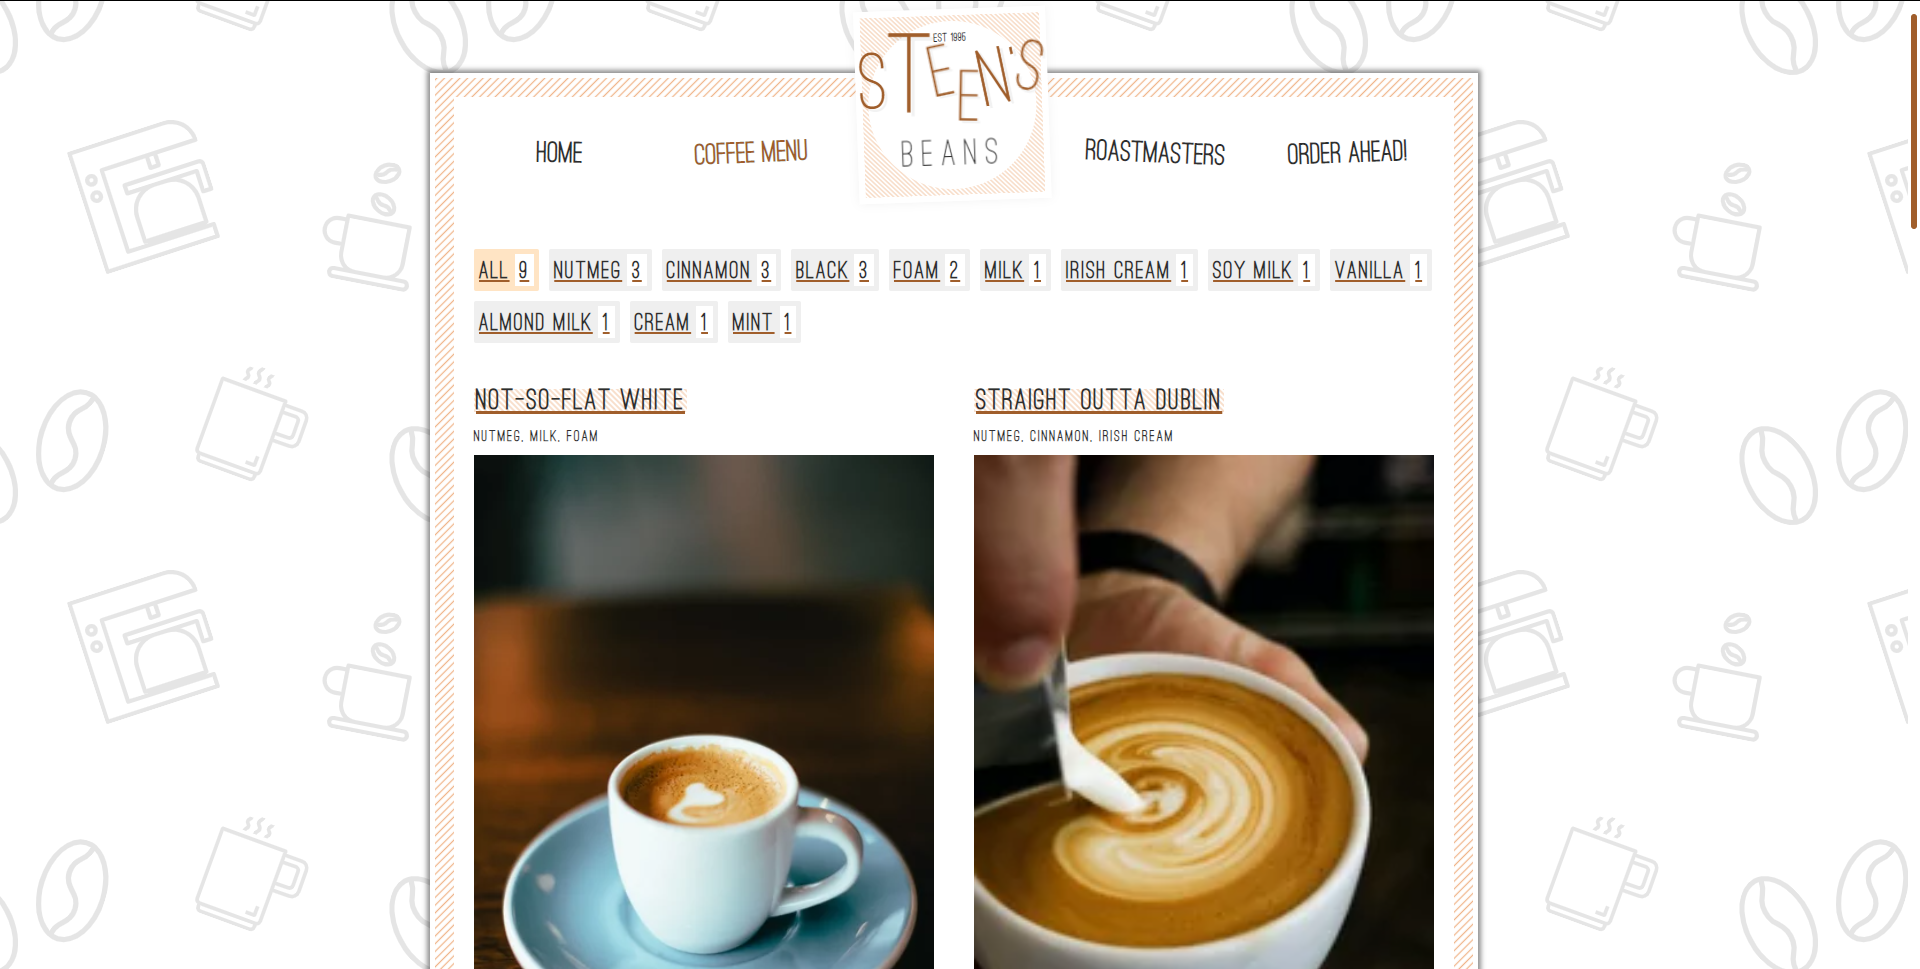 EST 1995
STEEN'S
BEANS
HOME COFFEE MENU ROASTMASTERS ORDER AHEAD!
ALL 9 NUTMEG 3 CINNAMON 3 BLACK 3 FOAM 2 MILK 1 IRISH CREAM 1 SOY MILK 1 VANILLA 1
ALMOND MILK 1 CREAM 1 MINT 1
NOT-SO-FLAT WHITE
NUTMEG, MILK, FOAM
STRAIGHT OUTTA DUBLIN
NUTMEG, CINNAMON, IRISH CREAM